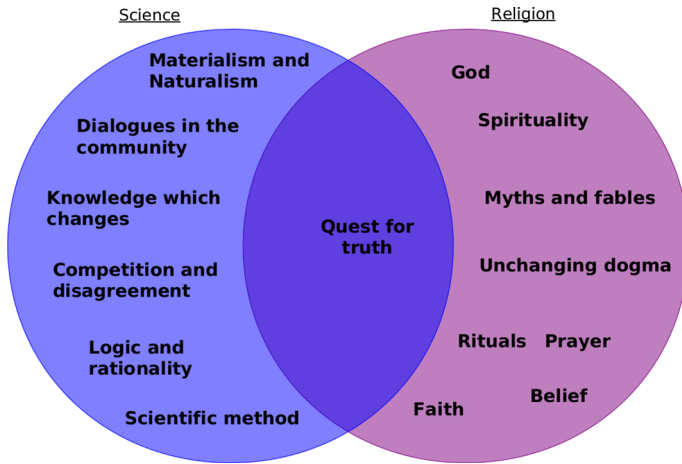 Science
Religion
Materialism and
Naturalism
Dialogues in the
community
Knowledge which
changes
Competition and
disagreement
Logic and
rationality
Scientific method
Quest for
truth
God
Spirituality
Myths and fables
Unchanging dogma
Rituals Prayer
Belief
Faith